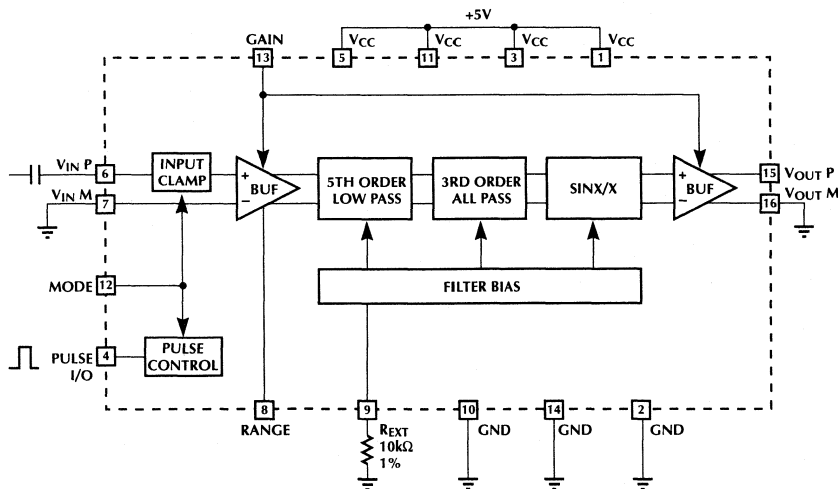 +5V
GAIN
VCC
VCC
VCC
VCC
13
5
11
3
1
VIN P
6
INPUT
CLAMP
+
BUF
−
5TH ORDER
LOW PASS
3RD ORDER
ALL PASS
SINX/X
+
BUF
−
15
VOUT P
VOUT M
16
VIN M
7
MODE
12
FILTER BIAS
4
PULSE
I/O
PULSE
CONTROL
8
RANGE
9
REXT
10kΩ
1%
10
GND
14
GND
2
GND